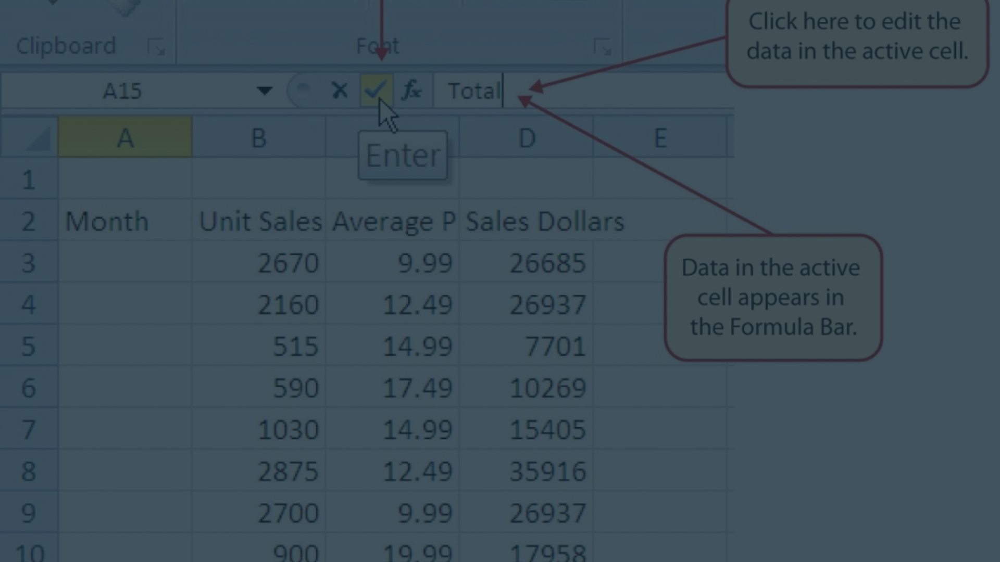 Click here to edit the
data in the active cell.
Clipboard
Font
A15
fx
Total
A
B
D
E
Enter
1
2 Month Unit Sales Average P Sales Dollars
3 2670 9.99 26685
4 2160 12.49 26937
5 515 14.99 7701
6 590 17.49 10269
7 1030 14.99 15405
8 2875 12.49 35916
9 2700 9.99 26937
10 900 19.99 17958
Data in the active
cell appears in
the Formula Bar.